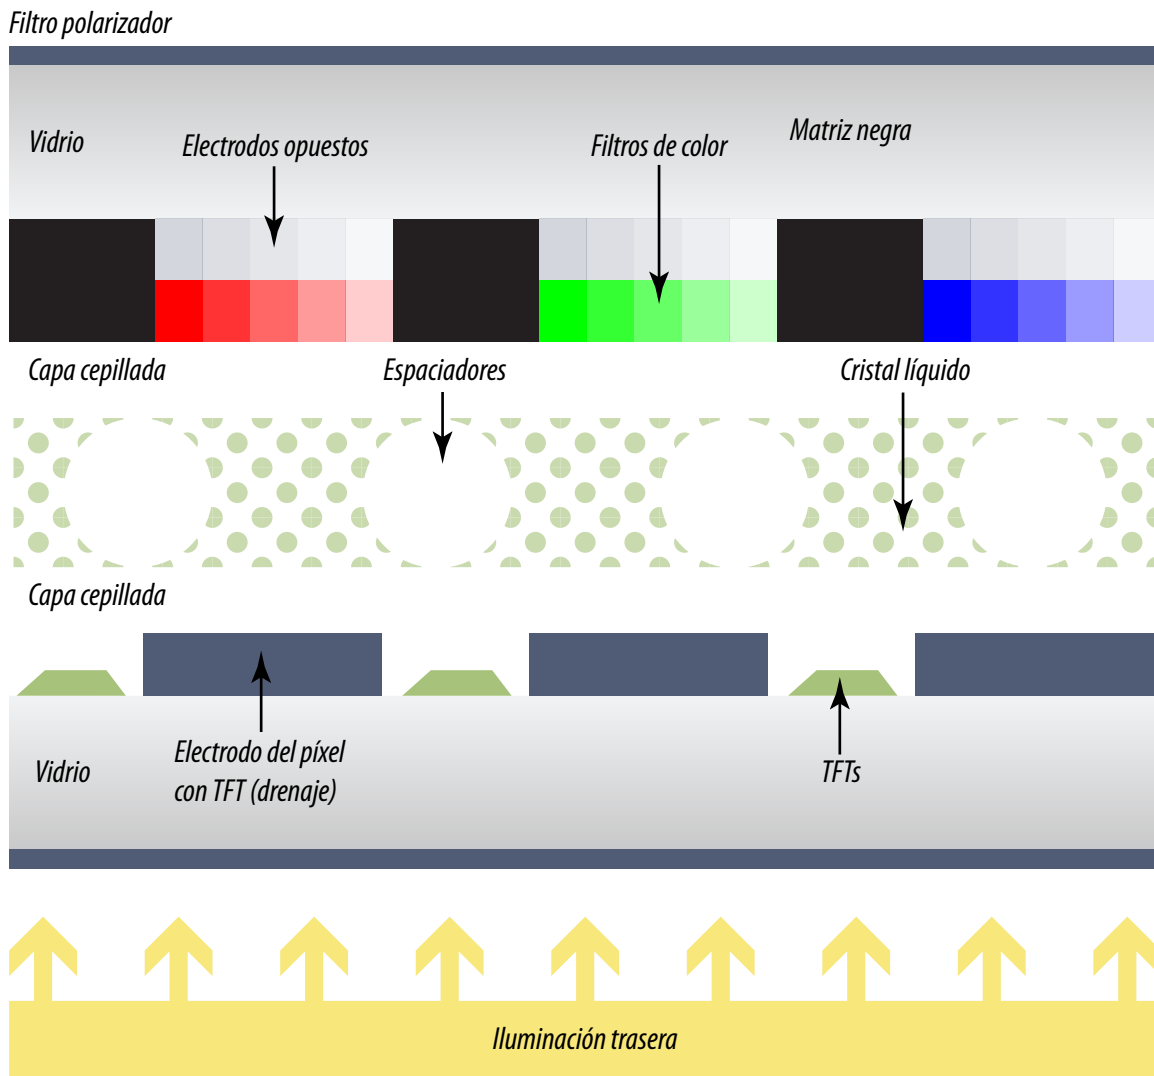 Filtro polarizador
Vidrio
Electrodos opuestos
Filtros de color
Matriz negra
Capa cepillada
Espaciadores
Cristal líquido
Capa cepillada
Vidrio
Electrodo del píxel
con TFT (drenaje)
TFTs
Iluminación trasera